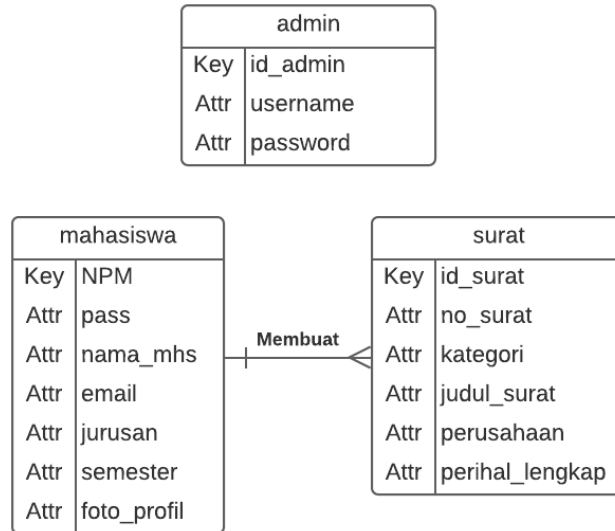 admin
Key id_admin
Attr username
Attr password
mahasiswa
Key NPM
Attr pass
Attr nama_mhs
Attr email
Attr jurusan
Attr semester
Attr foto_profil
Membuat
surat
Key id_surat
Attr no_surat
Attr kategori
Attr judul_surat
Attr perusahaan
Attr perihal_lengkap